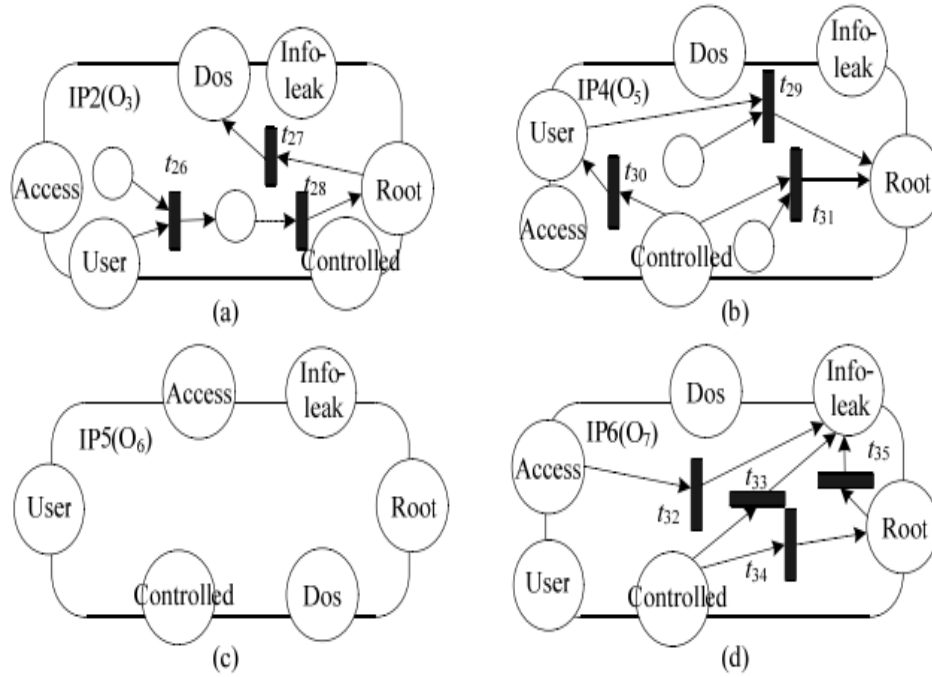 IP2(O3)
Dos
Info-
leak
t26
t27
Access
t28
Root
User
Controlled
(a)
IP4(O5)
Dos
Info-
leak
t29
User
t30
Root
Access
t31
Controlled
(b)
Access
Info-
leak
IP5(O6)
User
Root
Controlled
Dos
(c)
Dos
Info-
leak
IP6(O7)
Access
t35
t33
t32
Root
User
t34
Controlled
(d)